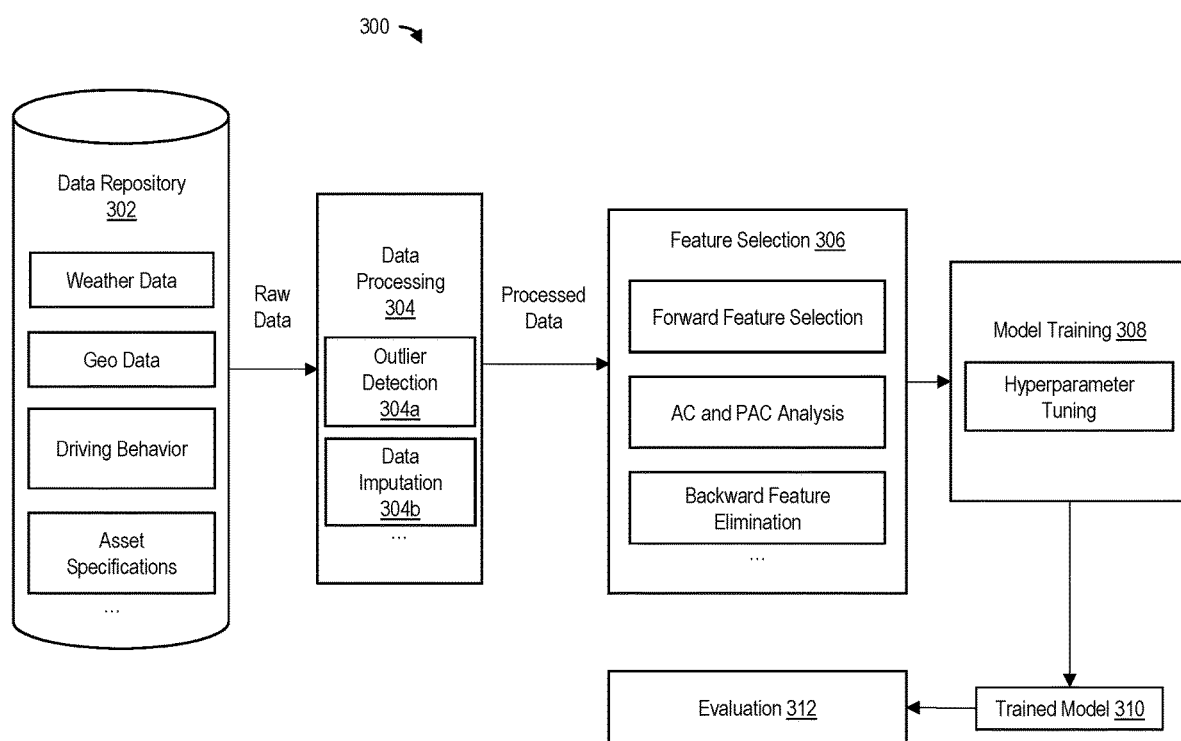 300
Data Repository
302
Weather Data
Geo Data
Driving Behavior
Asset
Specifications
...
Raw
Data
Data
Processing
304
Outlier
Detection
304a
Data
Imputation
304b
...
Processed
Data
Feature Selection 306
Forward Feature Selection
AC and PAC Analysis
Backward Feature
Elimination
...
Model Training 308
Hyperparameter
Tuning
Trained Model 310
Evaluation 312